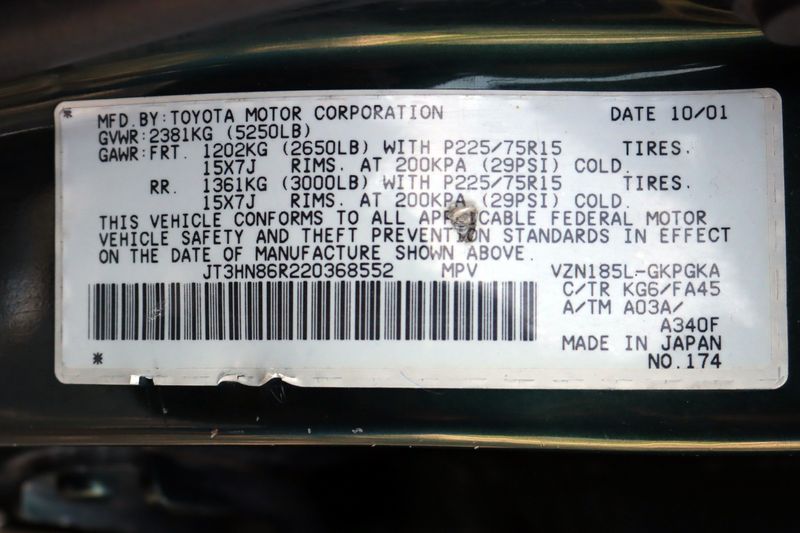 MFD. BY: TOYOTA MOTOR CORPORATION DATE 10/01
GVWR: 2381KG (5250LB)
GAWR: FRT. 1202KG (2650LB) WITH P225/75R15 TIRES.
15X7J RIMS. AT 200KPA (29PSI) COLD.
RR. 1361KG (3000LB) WITH P225/75R15 TIRES.
15X7J RIMS. AT 200KPA (29PSI) COLD.
THIS VEHICLE CONFORMS TO ALL APPLICABLE FEDERAL MOTOR
VEHICLE SAFETY AND THEFT PREVENTION STANDARDS IN EFFECT
ON THE DATE OF MANUFACTURE SHOWN ABOVE.
JT3HN86R220368552 MPV VZN185L-GKPGKA
C/TR KG6/FA45
A/TM A03A/
A340F
MADE IN JAPAN
NO. 174